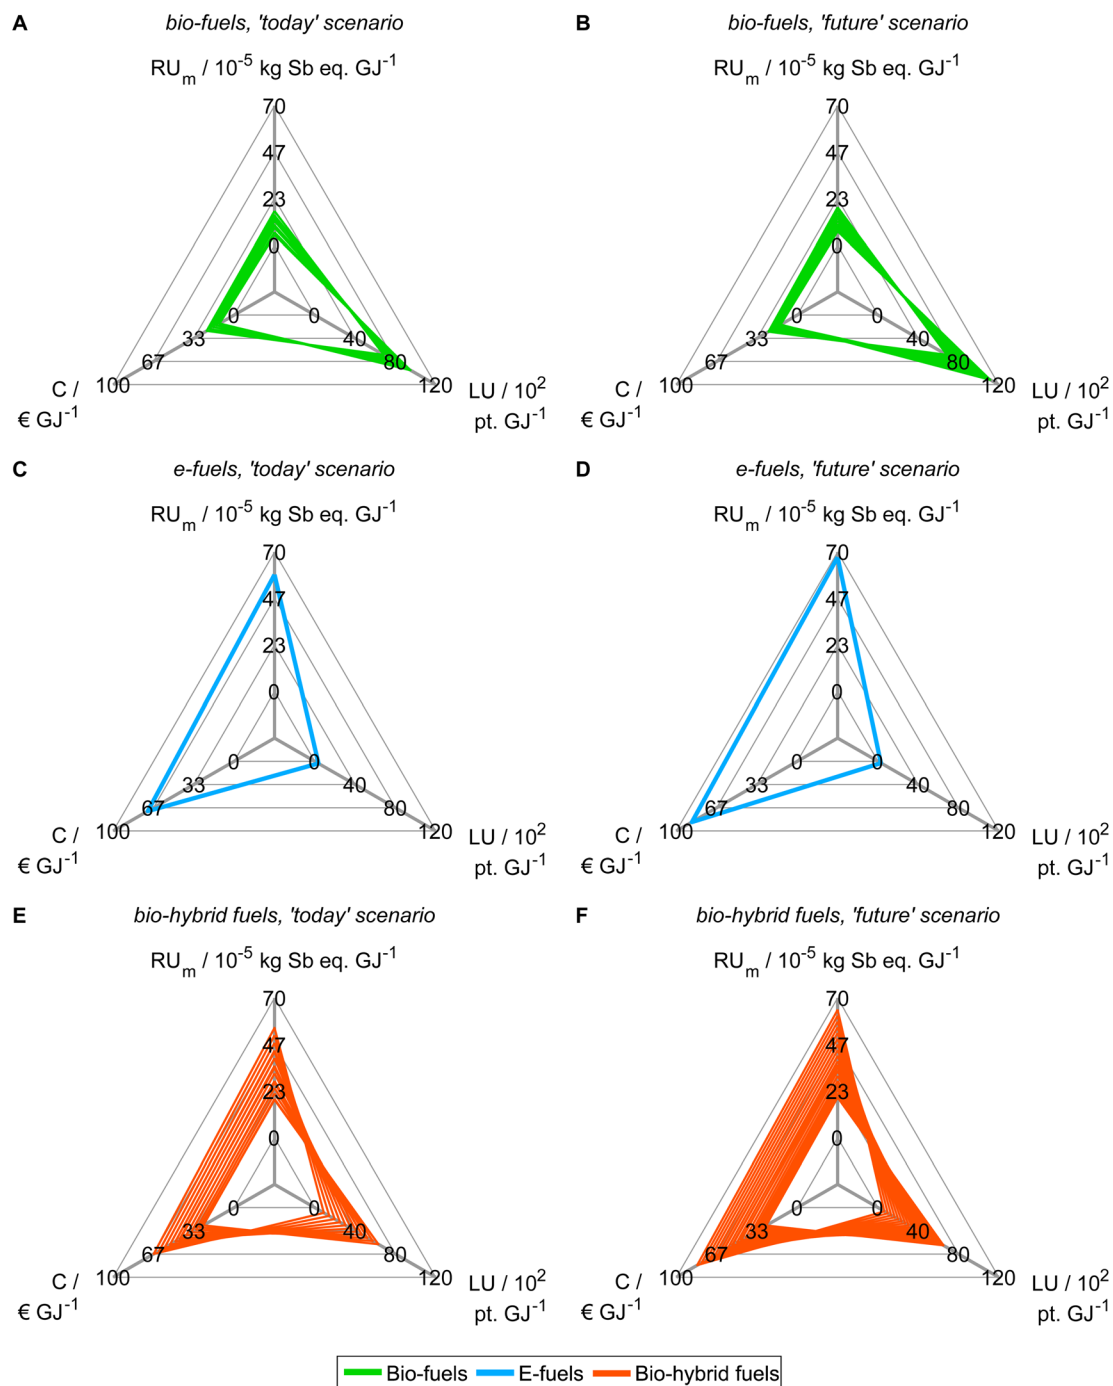 A bio-fuels, 'today' scenario
RUm / 10-5 kg Sb eq. GJ-1
70
47
23
0
0 0
33 40
67 80
100 120
C / € GJ-1
LU / 102 pt. GJ-1
B bio-fuels, 'future' scenario
RUm / 10-5 kg Sb eq. GJ-1
70
47
23
0
0 0
33 40
67 80
100 120
C / € GJ-1
LU / 102 pt. GJ-1
C e-fuels, 'today' scenario
RUm / 10-5 kg Sb eq. GJ-1
70
47
23
0
0 0
33 40
67 80
100 120
C / € GJ-1
LU / 102 pt. GJ-1
D e-fuels, 'future' scenario
RUm / 10-5 kg Sb eq. GJ-1
70
47
23
0
0 0
33 40
67 80
100 120
C / € GJ-1
LU / 102 pt. GJ-1
E bio-hybrid fuels, 'today' scenario
RUm / 10-5 kg Sb eq. GJ-1
70
47
23
0
0 0
33 40
67 80
100 120
C / € GJ-1
LU / 102 pt. GJ-1
F bio-hybrid fuels, 'future' scenario
RUm / 10-5 kg Sb eq. GJ-1
70
47
23
0
0 0
33 40
67 80
100 120
C / € GJ-1
LU / 102 pt. GJ-1
Bio-fuels E-fuels Bio-hybrid fuels